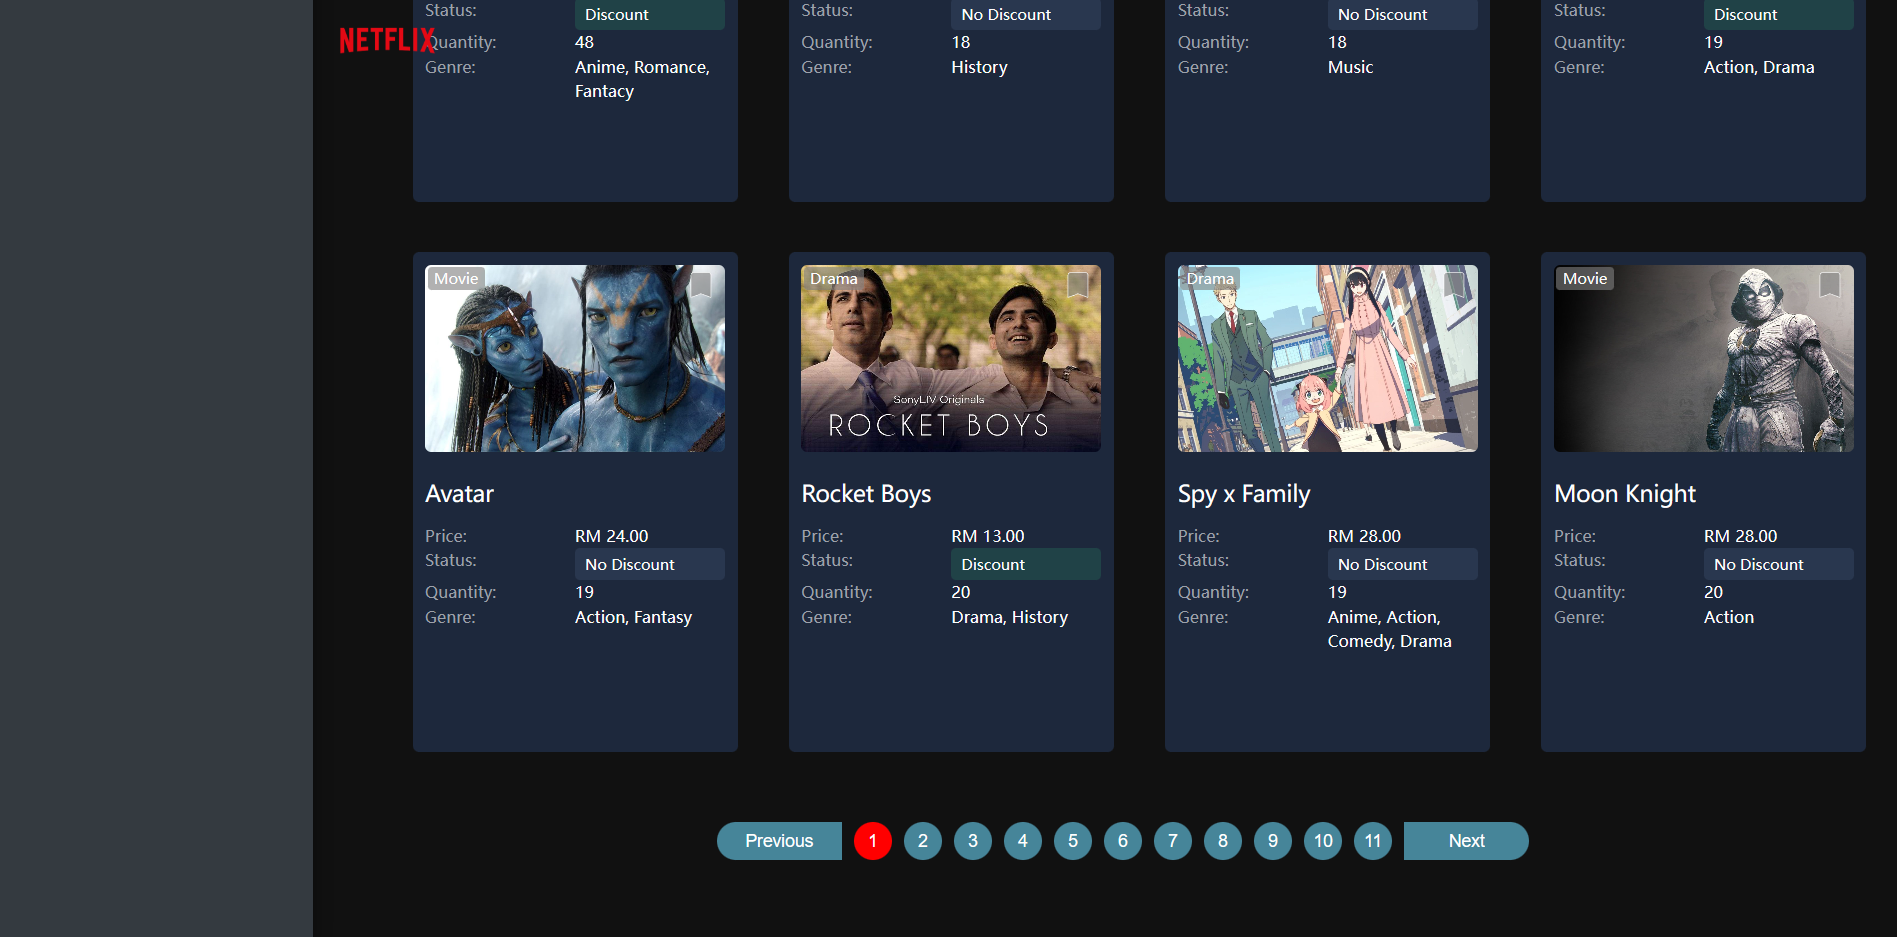 Status: Discount Status: No Discount Status: No Discount Status: Discount
NETFLIX
Quantity: 48 Quantity: 18 Quantity: 18 Quantity: 19
Genre: Anime, Romance, Genre: History Genre: Music Genre: Action, Drama
Fantacy
Movie Drama Drama Movie
SonyLIV Originals
ROCKET BOYS
Avatar Rocket Boys Spy x Family Moon Knight
Price: RM 24.00 Price: RM 13.00 Price: RM 28.00 Price: RM 28.00
Status: No Discount Status: Discount Status: No Discount Status: No Discount
Quantity: 19 Quantity: 20 Quantity: 19 Quantity: 20
Genre: Action, Fantasy Genre: Drama, History Genre: Anime, Action, Genre: Action
Comedy, Drama
Previous 1 2 3 4 5 6 7 8 9 10 11 Next